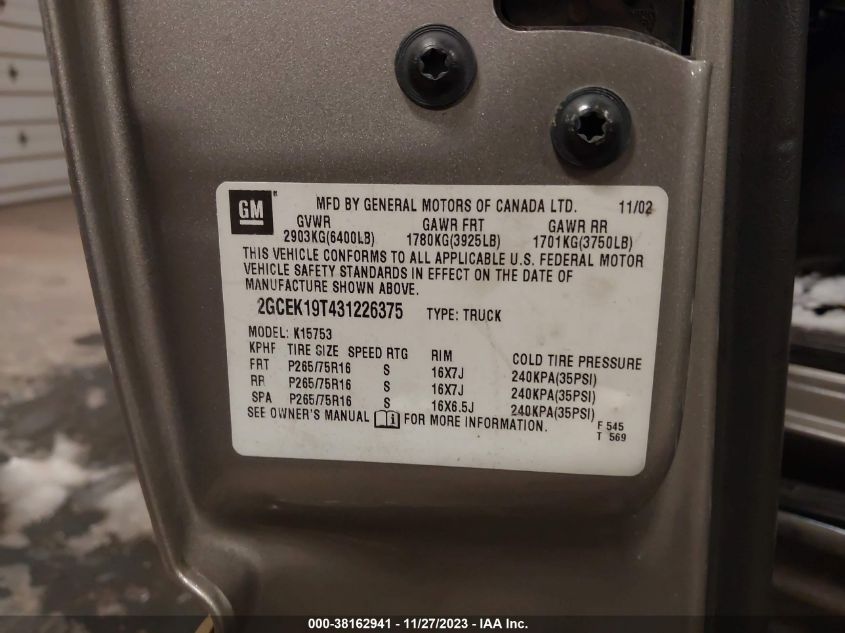 GM MFD BY GENERAL MOTORS OF CANADA LTD. 11/02
GVWR GAWR FRT GAWR RR
2903KG(6400LB) 1780KG(3925LB) 1701KG(3750LB)
THIS VEHICLE CONFORMS TO ALL APPLICABLE U.S. FEDERAL MOTOR
VEHICLE SAFETY STANDARDS IN EFFECT ON THE DATE OF
MANUFACTURE SHOWN ABOVE.
2GCEK19T431226375 TYPE: TRUCK
MODEL: K15753
KPHF TIRE SIZE SPEED RTG RIM COLD TIRE PRESSURE
FRT P265/75R16 S 16X7J 240KPA(35PSI)
RR P265/75R16 S 16X7J 240KPA(35PSI)
SPA P265/75R16 S 16X6.5J 240KPA(35PSI)
SEE OWNER'S MANUAL FOR MORE INFORMATION. F 545
T 569
000-38162941 - 11/27/2023 - IAA Inc.